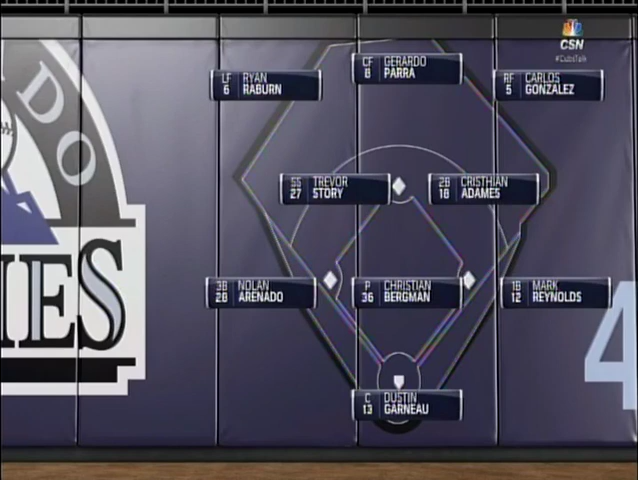 CSN
#CubsTalk
CF GERARDO
8 PARRA
LF RYAN
6 RABURN
RF CARLOS
5 GONZALEZ
DO
SS TREVOR
27 STORY
2B CRISTHIAN
18 ADAMES
IES
3B NOLAN
28 ARENADO
P CHRISTIAN
36 BERGMAN
1B MARK
12 REYNOLDS
4
C DUSTIN
13 GARNEAU